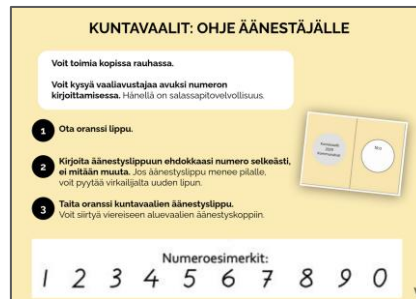 KUNTAVAALIT: OHJE ÄÄNESTÄJÄLLE
Voit toimia kopissa rauhassa.
Voit kysyä vaaliavustajaa avuksi numeron
kirjoittamisessa. Hänellä on salassapitovelvollisuus.
1 Ota oranssi lippu.
2 Kirjoita äänestyslippuun ehdokkaasi numero selkeästi,
ei mitään muuta. Jos äänestyslippu menee pilalle,
voit pyytää virkailijalta uuden lipun.
3 Taita oranssi kuntavaalien äänestyslippu.
Voit siirtyä viereiseen aluevaalien äänestyskoppiin.
Numeroesimerkit:
1 2 3 4 5 6 7 8 9 0